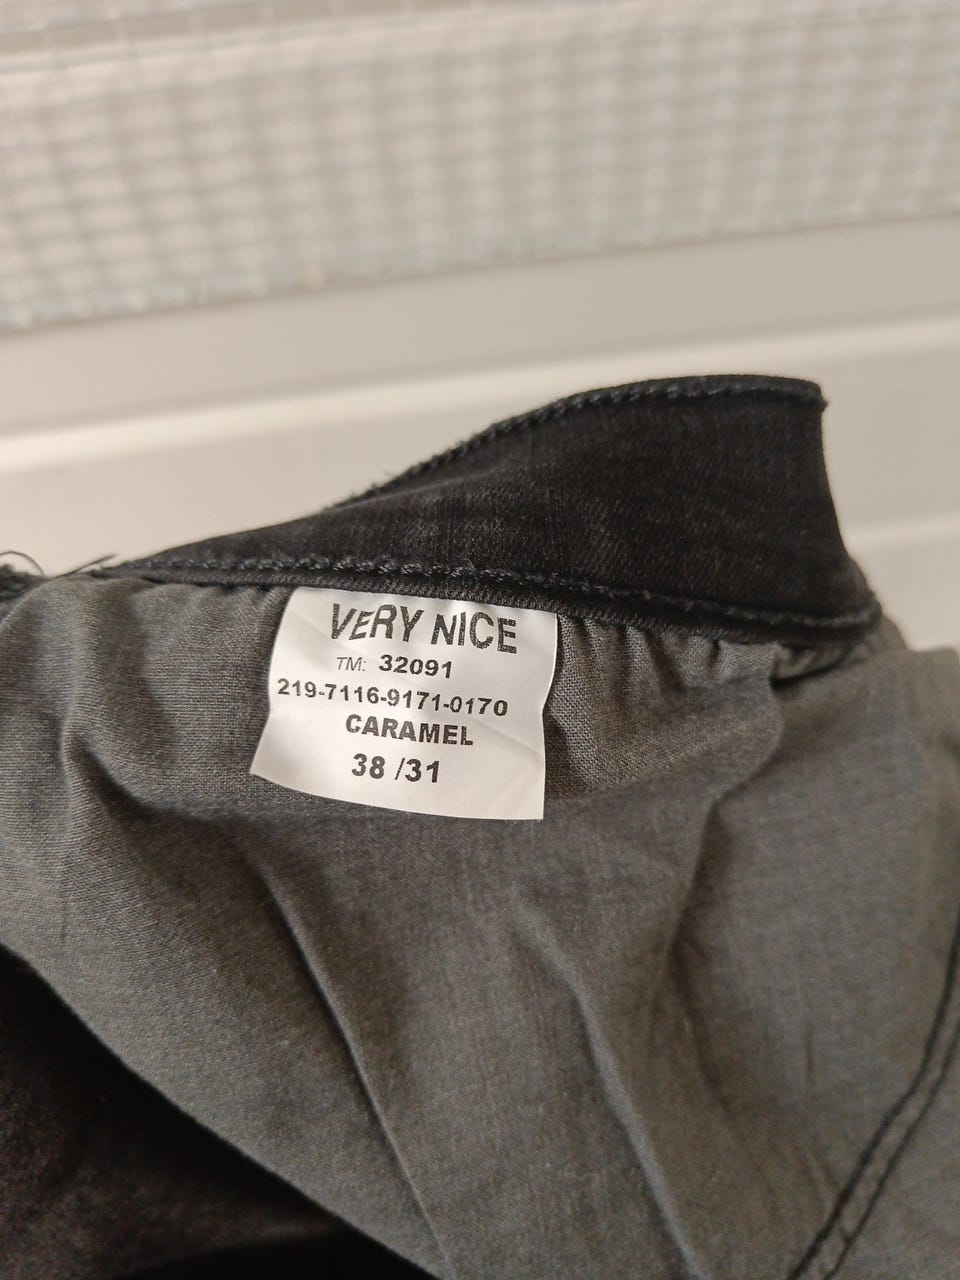 VERY NICE
TM: 32091
219-7116-9171-0170
CARAMEL
38 /31